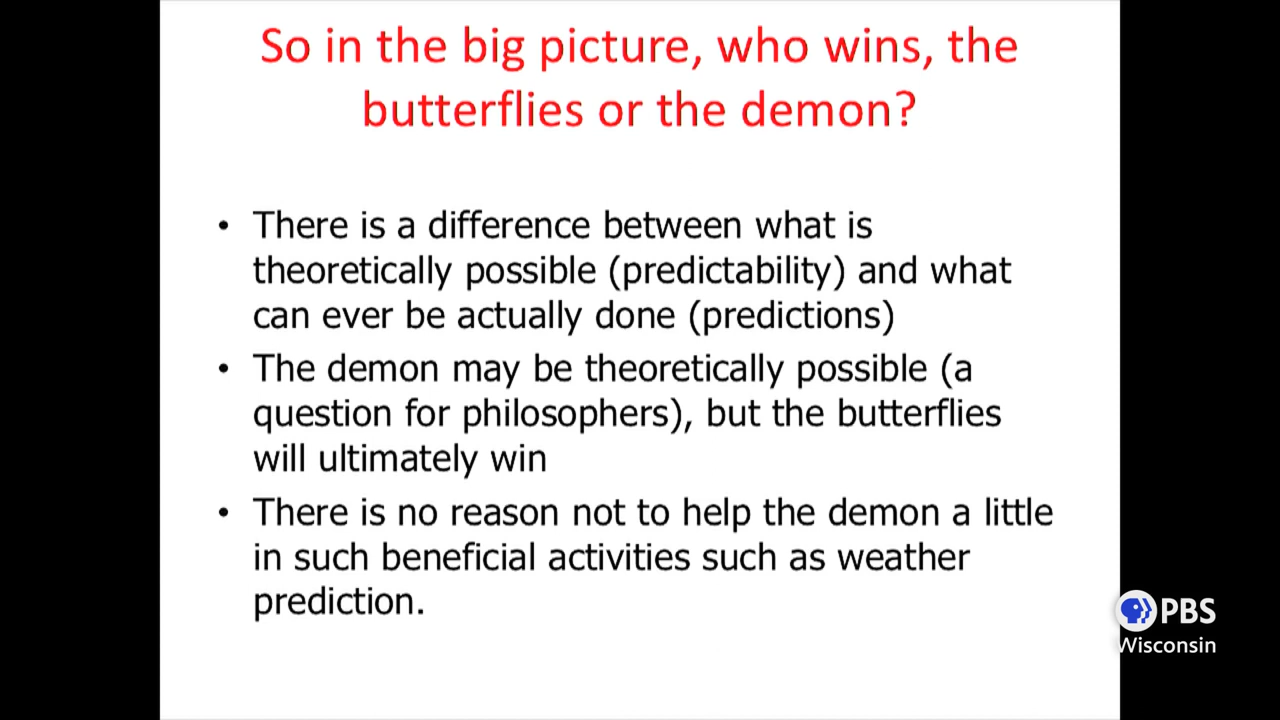 So in the big picture, who wins, the
butterflies or the demon?
• There is a difference between what is
theoretically possible (predictability) and what
can ever be actually done (predictions)
• The demon may be theoretically possible (a
question for philosophers), but the butterflies
will ultimately win
• There is no reason not to help the demon a little
in such beneficial activities such as weather
prediction.
PBS
Wisconsin